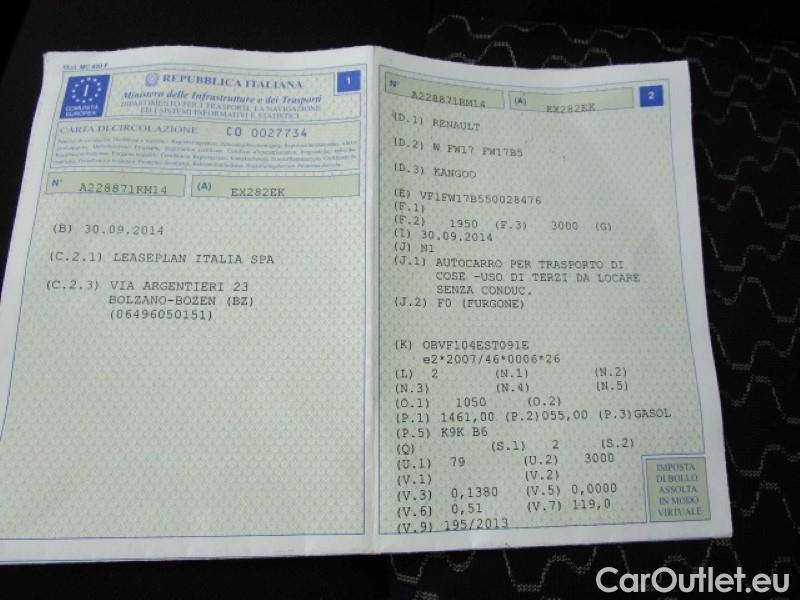 Mod. MC 820 F
REPUBBLICA ITALIANA
1
I
COMUNITÀ
EUROPEA
Ministero delle Infrastrutture e dei Trasporti
DIPARTIMENTO PER I TRASPORTI, LA NAVIGAZIONE
ED I SISTEMI INFORMATIVI E STATISTICI
CARTA DI CIRCOLAZIONE CO 0027734
N° A228871RM14 (A) EX282EK
(B) 30.09.2014
(C.2.1) LEASEPLAN ITALIA SPA
(C.2.3) VIA ARGENTIERI 23
BOLZANO-BOZEN (BZ)
(06496050151)
N° A228871RM14 (A) EX282EK 2
(D.1) RENAULT
(D.2) W FW17 FW17B5
(D.3) KANGOO
(E) VF1FW17B550028476
(F.1)
(F.2) 1950 (F.3) 3000 (G)
(I) 30.09.2014
(J) N1
(J.1) AUTOCARRO PER TRASPORTO DI
COSE -USO DI TERZI DA LOCARE
SENZA CONDUC.
(J.2) F0 (FURGONE)
(K) OBVF104EST091E
e2*2007/46*0006*26
(L) 2 (N.1) (N.2)
(N.3) (N.4) (N.5)
(O.1) 1050 (O.2)
(P.1) 1461,00 (P.2)055,00 (P.3)GASOL
(P.5) K9K B6
(Q) (S.1) 2 (S.2)
(U.1) 79 (U.2) 3000
(V.1) (V.2)
(V.3) 0,1380 (V.5) 0,0000
(V.6) 0,51 (V.7) 119,0
(V.9) 195/2013
IMPOSTA
DI BOLLO
ASSOLTA
IN MODO
VIRTUALE
CarOutlet.eu